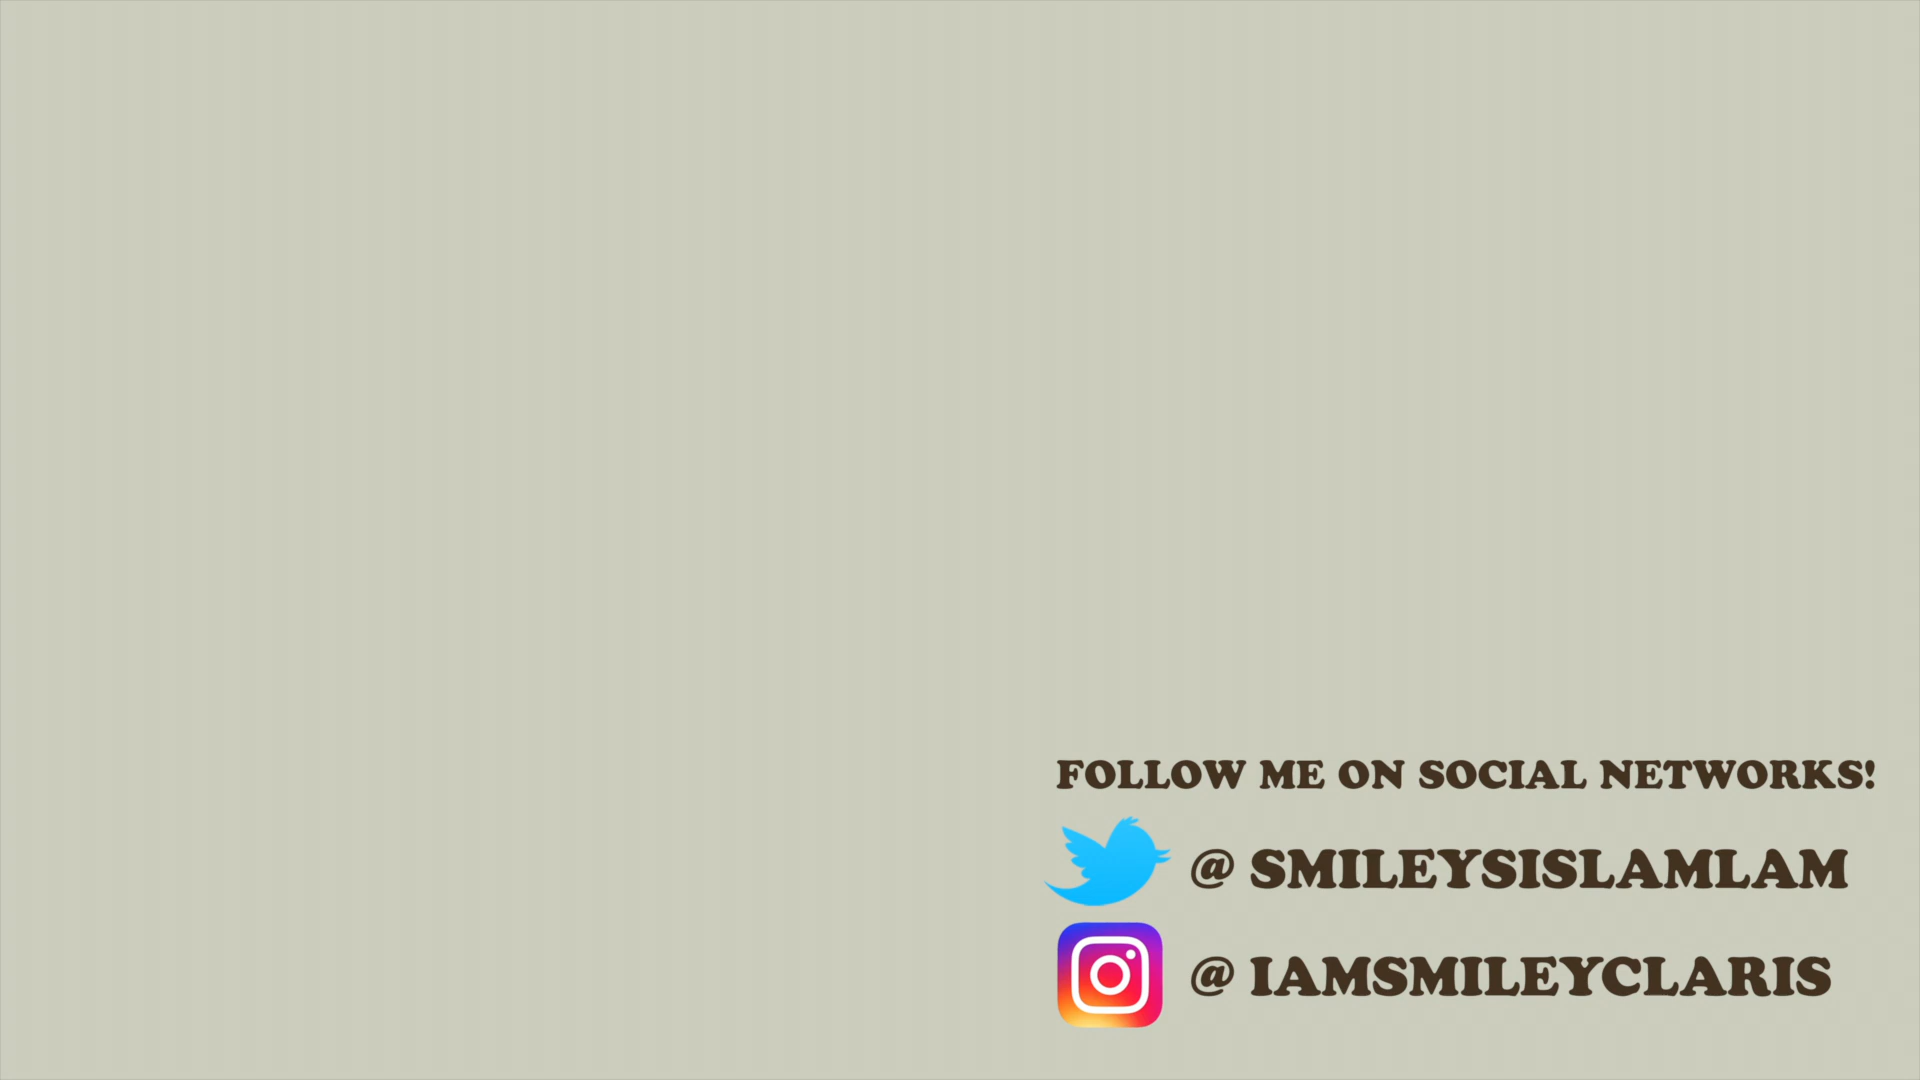 FOLLOW ME ON SOCIAL NETWORKS!
@ SMILEYSISLAMLAM
@ IAMSMILEYCLARIS